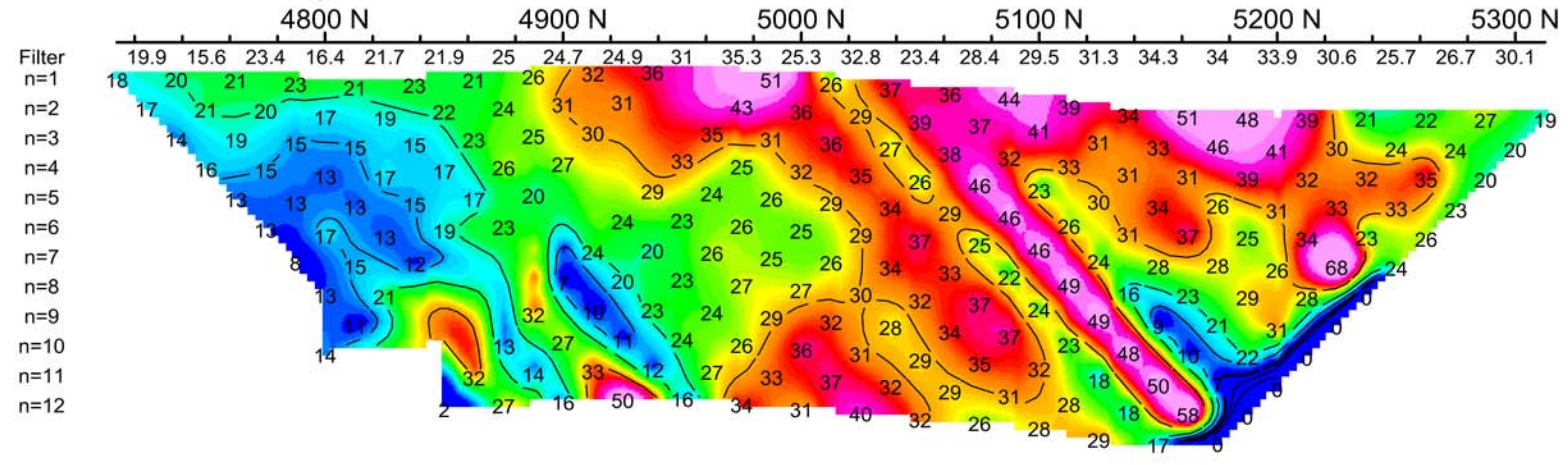 4800 N 4900 N 5000 N 5100 N 5200 N 5300 N
Filter 19.9 15.6 23.4 16.4 21.7 21.9 25 24.7 24.9 31 35.3 25.3 32.8 23.4 28.4 29.5 31.3 34.3 34 33.9 30.6 25.7 26.7 30.1
n=1 18 20 21 23 21 23 21 26 32 36 51 26 37 36 44 39 34 51 48 39 21 22 27 19
n=2 17 21 20 17 19 22 24 31 31 43 36 29 39 37 41 31 33 46 41 30 24 24 20
n=3 14 19 15 15 15 23 25 30 35 31 36 27 38 32 33 31 31 39 32 32 35 20
n=4 16 15 13 17 17 26 27 33 25 32 35 26 46 23 30 34 26 31 33 33 23
n=5 13 13 13 15 17 20 29 24 26 29 34 29 46 26 31 37 25 34 23 26
n=6 13 17 13 19 23 24 23 26 25 29 37 25 46 24 28 28 26 68 24
n=7 8 15 12 24 20 26 25 26 34 33 22 49 16 23 29 28 0
n=8 13 21 7 20 23 27 27 30 32 37 24 49 9 21 31 0
n=9 11 32 10 23 24 29 32 28 34 37 23 48 10 22 0
n=10 14 13 27 11 24 26 36 31 29 35 32 18 50 7 0
n=11 32 14 33 12 27 33 37 32 29 31 28 18 58 0
n=12 2 27 16 50 16 34 31 40 32 26 28 29 17 0